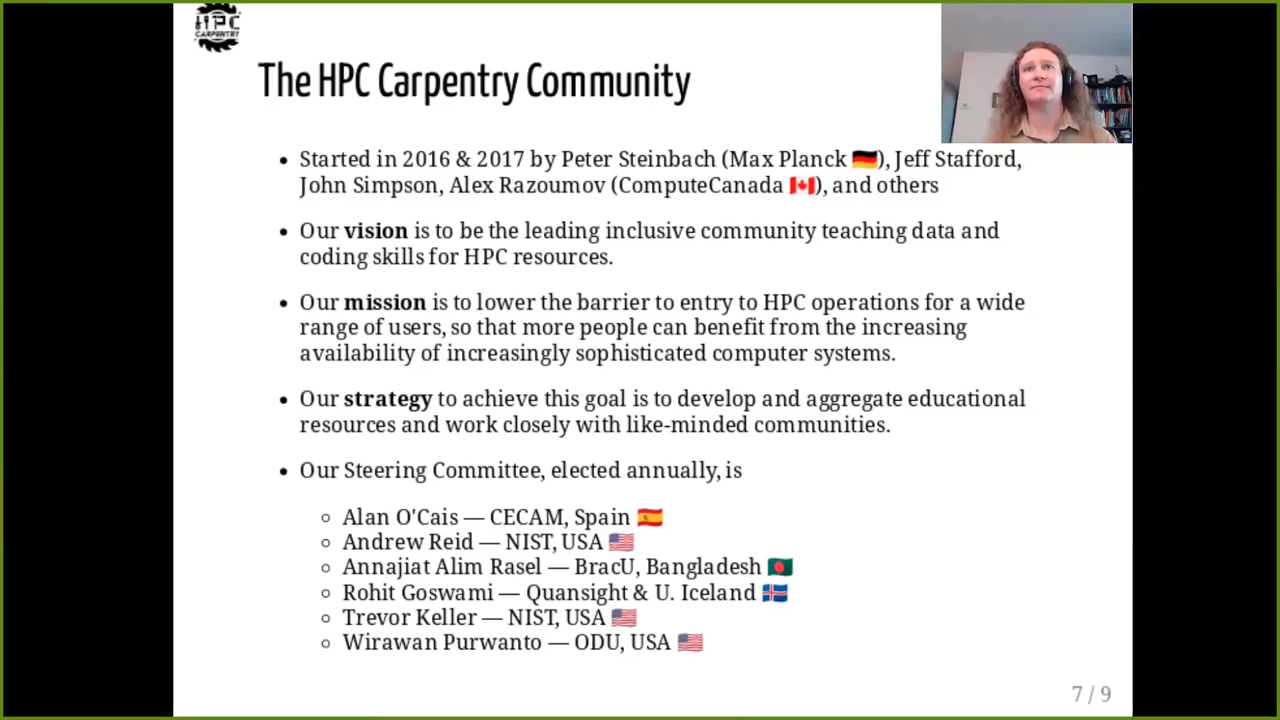 HPC
CARPENTRY
The HPC Carpentry Community
• Started in 2016 & 2017 by Peter Steinbach (Max Planck 🇩🇪), Jeff Stafford,
John Simpson, Alex Razoumov (ComputeCanada 🇨🇦), and others
• Our vision is to be the leading inclusive community teaching data and
coding skills for HPC resources.
• Our mission is to lower the barrier to entry to HPC operations for a wide
range of users, so that more people can benefit from the increasing
availability of increasingly sophisticated computer systems.
• Our strategy to achieve this goal is to develop and aggregate educational
resources and work closely with like-minded communities.
• Our Steering Committee, elected annually, is
◦ Alan O'Cais — CECAM, Spain 🇪🇸
◦ Andrew Reid — NIST, USA 🇺🇸
◦ Annajiat Alim Rasel — BracU, Bangladesh 🇧🇩
◦ Rohit Goswami — Quansight & U. Iceland 🇮🇸
◦ Trevor Keller — NIST, USA 🇺🇸
◦ Wirawan Purwanto — ODU, USA 🇺🇸
7 / 9